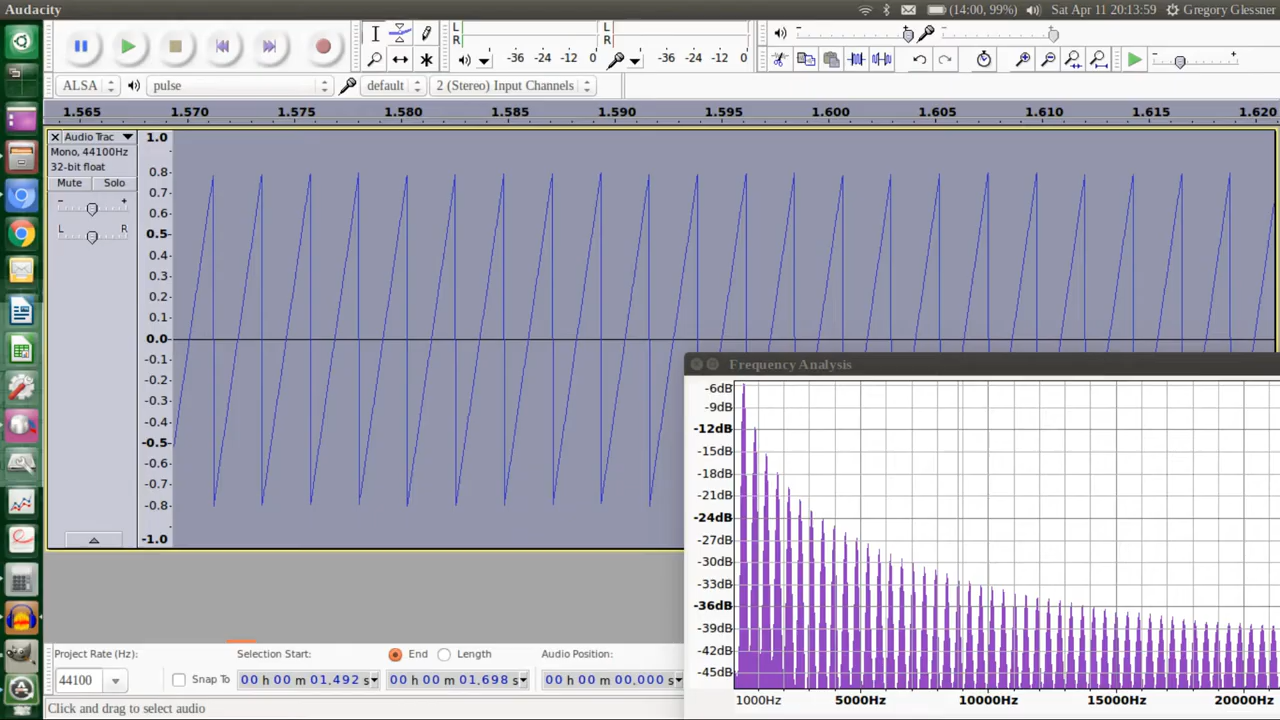 Audacity
(14:00, 99%)
Sat Apr 11 20:13:59
Gregory Glessner
L
R
-36 -24 -12 0
L
R
-36 -24 -12
ALSA
pulse
default
2 (Stereo) Input Channels
1.565 1.570 1.575 1.580 1.585 1.590 1.595 1.600 1.605 1.610 1.615 1.620
Audio Trac
Mono, 44100Hz
32-bit float
Mute Solo
- +
L R
1.0
0.8
0.7
0.6
0.5
0.4
0.3
0.2
0.1
0.0
-0.1
-0.2
-0.3
-0.4
-0.5
-0.6
-0.7
-0.8
-1.0
Frequency Analysis
-6dB
-9dB
-12dB
-15dB
-18dB
-21dB
-24dB
-27dB
-30dB
-33dB
-36dB
-39dB
-42dB
-45dB
1000Hz 5000Hz 10000Hz 15000Hz 20000Hz
Project Rate (Hz):
44100
Snap To
Selection Start:
00 h 00 m 01.492 s
End
Length
00 h 00 m 01.698 s
Audio Position:
00 h 00 m 00.000 s
Click and drag to select audio